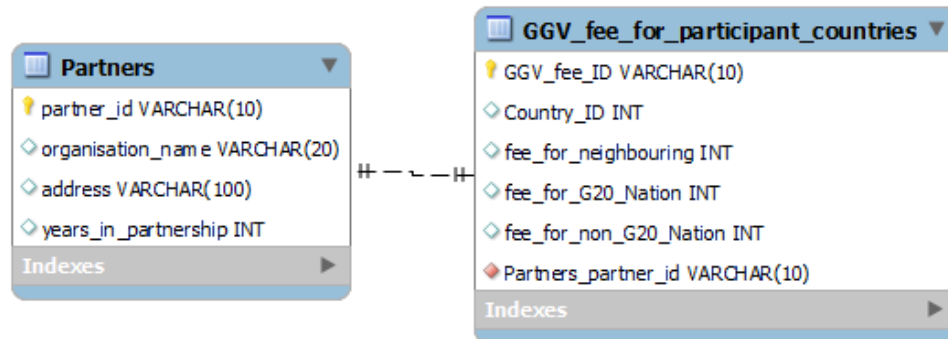 Partners
partner_id VARCHAR(10)
organisation_name VARCHAR(20)
address VARCHAR(100)
years_in_partnership INT
Indexes
GGV_fee_for_participant_countries
GGV_fee_ID VARCHAR(10)
Country_ID INT
fee_for_neighbouring INT
fee_for_G20_Nation INT
fee_for_non_G20_Nation INT
Partners_partner_id VARCHAR(10)
Indexes